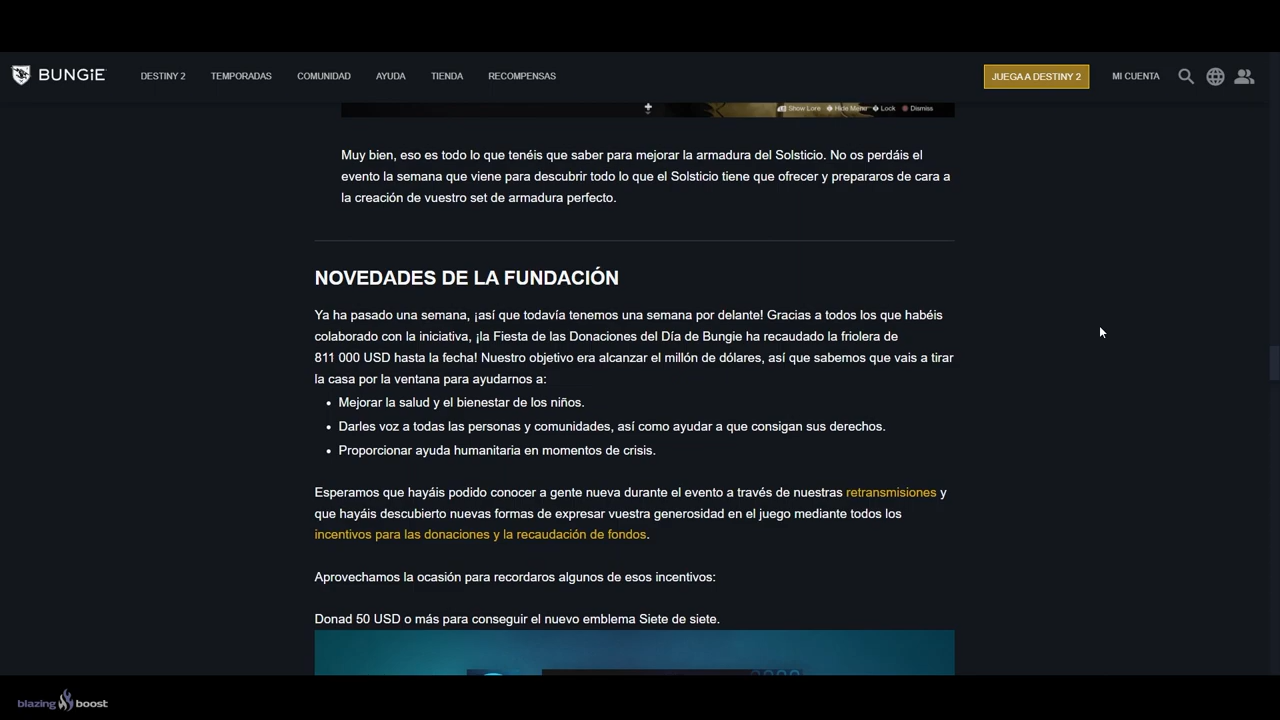 BUNGiE
DESTINY 2
TEMPORADAS
COMUNIDAD
AYUDA
TIENDA
RECOMPENSAS
JUEGA A DESTINY 2
MI CUENTA
Show Lore Hide Menu Lock Dismiss
Muy bien, eso es todo lo que tenéis que saber para mejorar la armadura del Solsticio. No os perdáis el
evento la semana que viene para descubrir todo lo que el Solsticio tiene que ofrecer y prepararos de cara a
la creación de vuestro set de armadura perfecto.
NOVEDADES DE LA FUNDACIÓN
Ya ha pasado una semana, ¡así que todavía tenemos una semana por delante! Gracias a todos los que habéis
colaborado con la iniciativa, ¡la Fiesta de las Donaciones del Día de Bungie ha recaudado la friolera de
811 000 USD hasta la fecha! Nuestro objetivo era alcanzar el millón de dólares, así que sabemos que vais a tirar
la casa por la ventana para ayudarnos a:
• Mejorar la salud y el bienestar de los niños.
• Darles voz a todas las personas y comunidades, así como ayudar a que consigan sus derechos.
• Proporcionar ayuda humanitaria en momentos de crisis.
Esperamos que hayáis podido conocer a gente nueva durante el evento a través de nuestras retransmisiones y
que hayáis descubierto nuevas formas de expresar vuestra generosidad en el juego mediante todos los
incentivos para las donaciones y la recaudación de fondos.
Aprovechamos la ocasión para recordaros algunos de esos incentivos:
Donad 50 USD o más para conseguir el nuevo emblema Siete de siete.
blazing boost